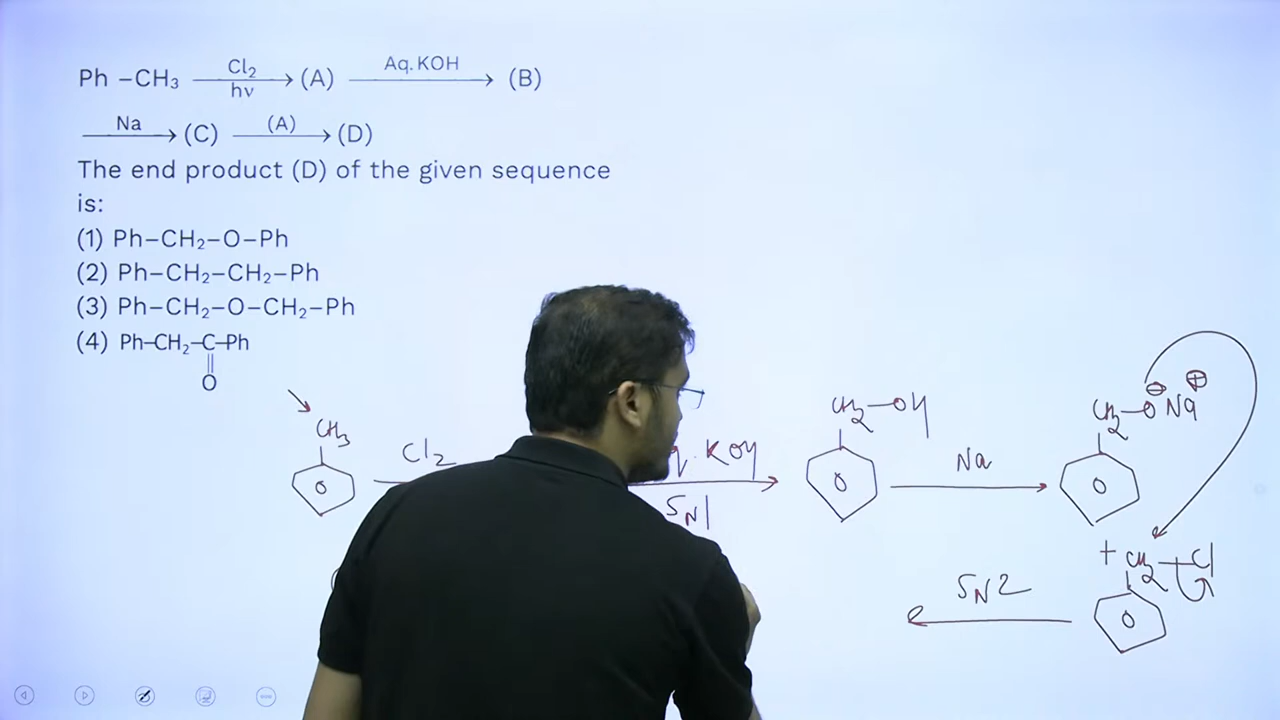 Ph –CH₃ —Cl₂/hν→ (A) —Aq. KOH→ (B)
—Na→ (C) —(A)→ (D)
The end product (D) of the given sequence
is:
(1) Ph–CH₂–O–Ph
(2) Ph–CH₂–CH₂–Ph
(3) Ph–CH₂–O–CH₂–Ph
(4) Ph–CH₂–C–Ph
O
CH₃
Cl₂
q. KOH
SN1
CH₂–OH
Na
CH₂–O⊖ Na⊕
+ CH₂–Cl
SN2